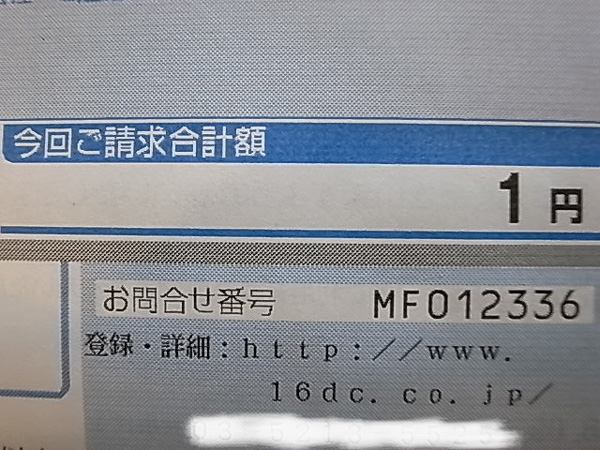 今回ご請求合計額
1円
お問合せ番号 MF012336
登録・詳細：http://www.
16dc.co.jp/